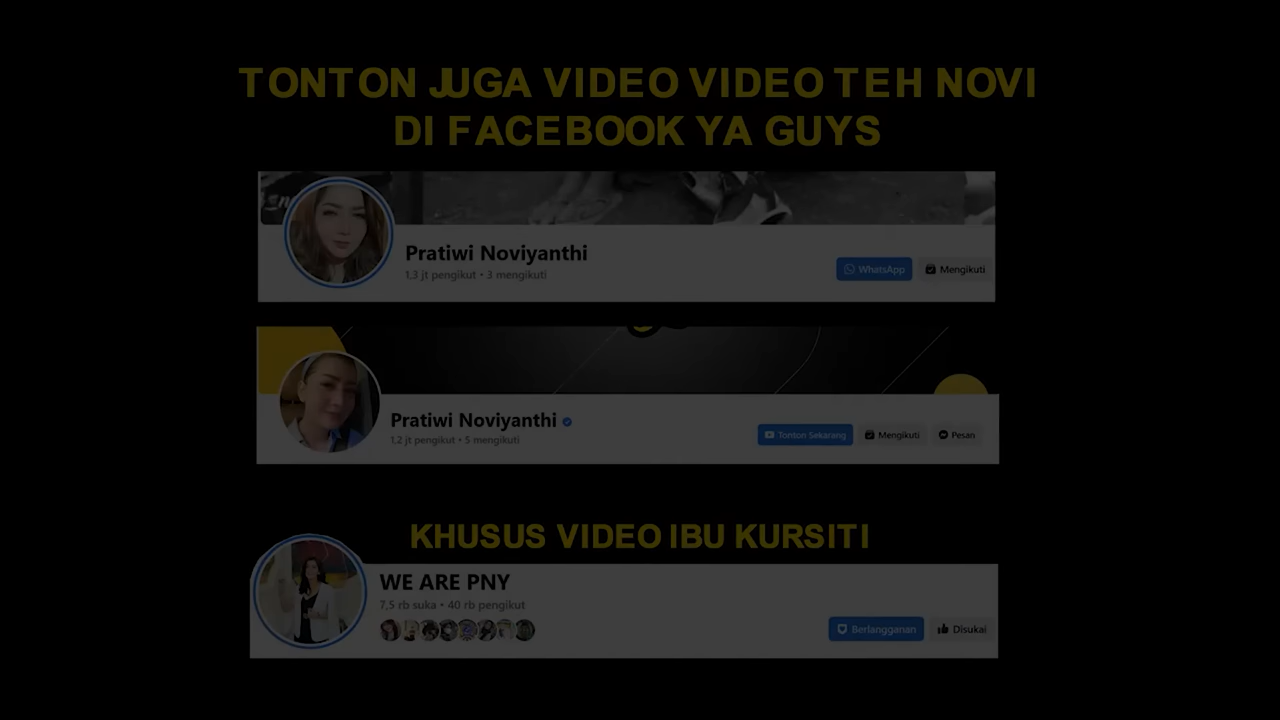 TONTON JUGA VIDEO VIDEO TEH NOVI
DI FACEBOOK YA GUYS
Pratiwi Noviyanthi
1,3 jt pengikut • 3 mengikuti
WhatsApp
Mengikuti
Pratiwi Noviyanthi
1,2 jt pengikut • 5 mengikuti
Tonton Sekarang
Mengikuti
Pesan
KHUSUS VIDEO IBU KURSITI
WE ARE PNY
7,5 rb suka • 40 rb pengikut
Berlangganan
Disukai